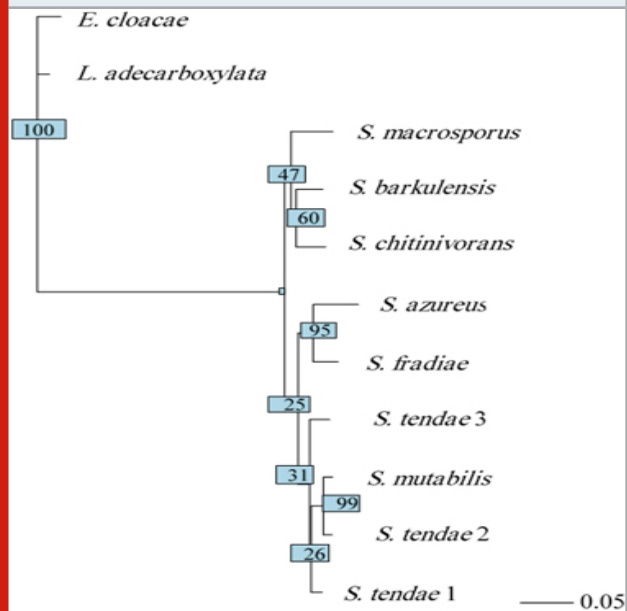 E. cloacae
L. adecarboxylata
100
S. macrosporus
47
S. barkulensis
60
S. chitinivorans
S. azureus
95
S. fradiae
25
S. tendae 3
31
S. mutabilis
99
S. tendae 2
26
S. tendae 1
0.05